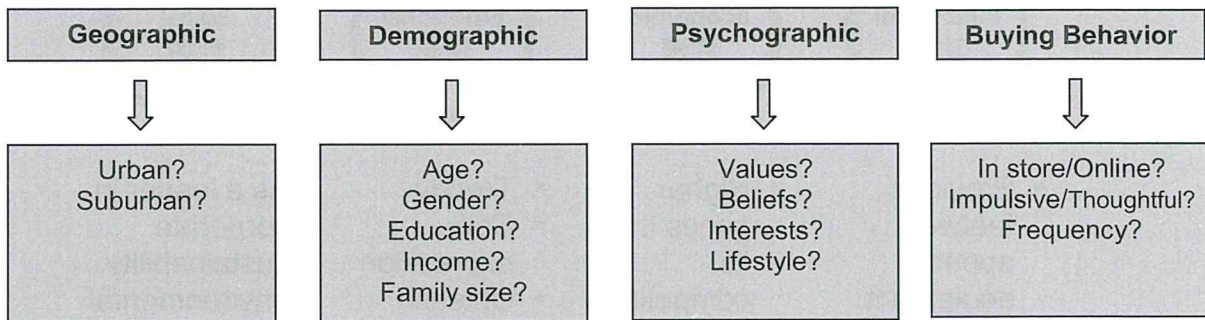 Geographic
Demographic
Psychographic
Buying Behavior
Urban?
Suburban?
Age?
Gender?
Education?
Income?
Family size?
Values?
Beliefs?
Interests?
Lifestyle?
In store/Online?
Impulsive/Thoughtful?
Frequency?